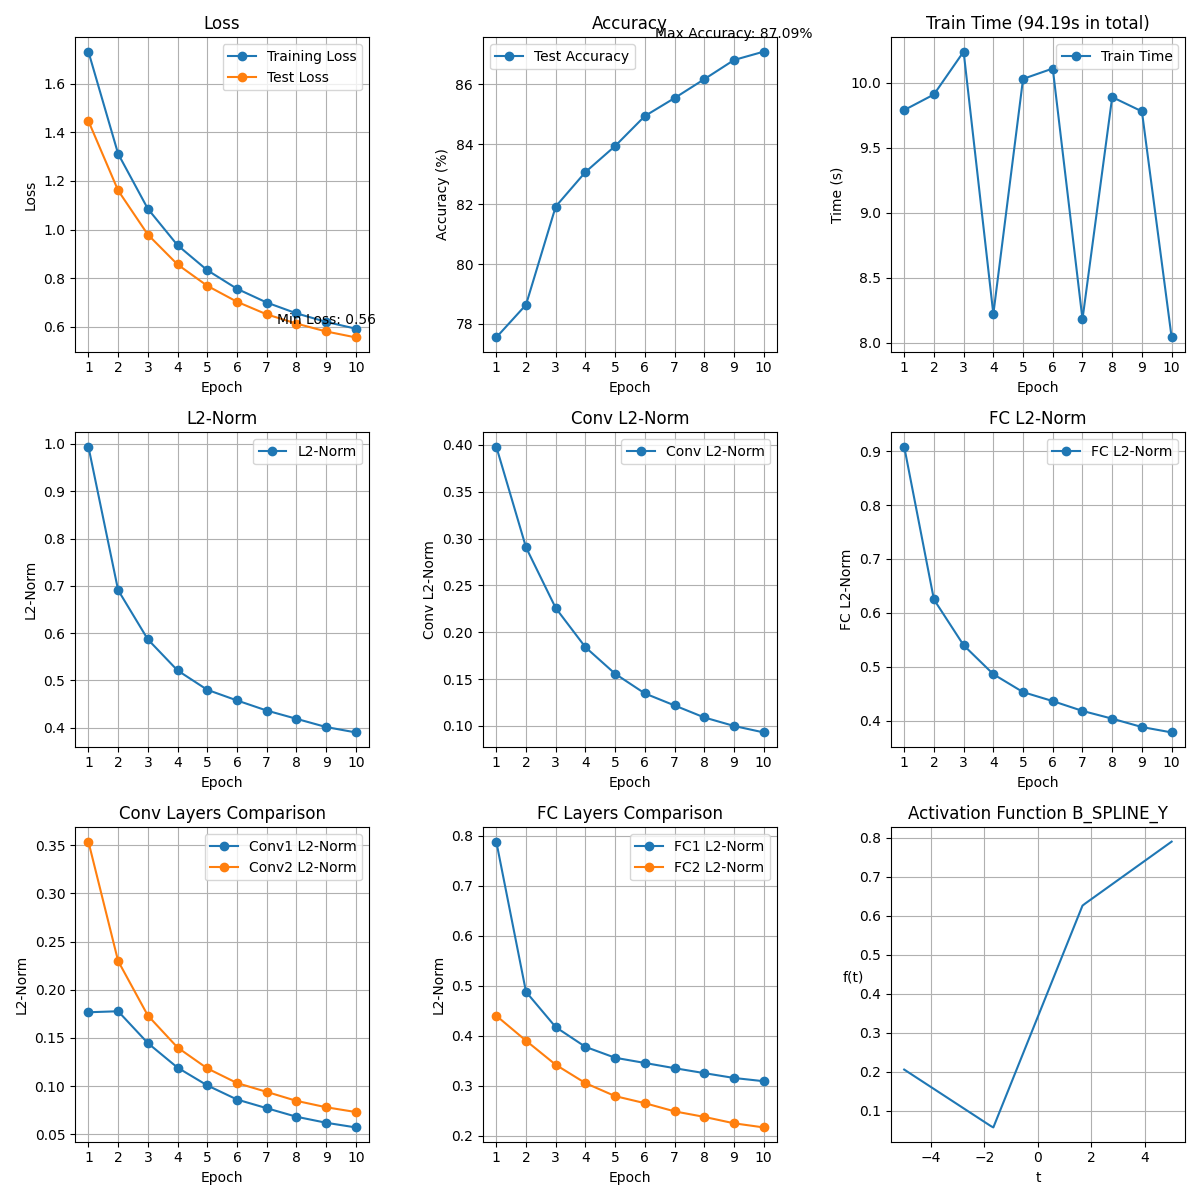 Loss
Training Loss
Test Loss
Min Loss: 0.56
Loss
1.6
1.4
1.2
1.0
0.8
0.6
1 2 3 4 5 6 7 8 9 10
Epoch
Accuracy
Max Accuracy: 87.09%
Test Accuracy
Accuracy (%)
86
84
82
80
78
1 2 3 4 5 6 7 8 9 10
Epoch
Train Time (94.19s in total)
Train Time
Time (s)
10.0
9.5
9.0
8.5
8.0
1 2 3 4 5 6 7 8 9 10
Epoch
L2-Norm
L2-Norm
L2-Norm
1.0
0.9
0.8
0.7
0.6
0.5
0.4
1 2 3 4 5 6 7 8 9 10
Epoch
Conv L2-Norm
Conv L2-Norm
Conv L2-Norm
0.40
0.35
0.30
0.25
0.20
0.15
0.10
1 2 3 4 5 6 7 8 9 10
Epoch
FC L2-Norm
FC L2-Norm
FC L2-Norm
0.9
0.8
0.7
0.6
0.5
0.4
1 2 3 4 5 6 7 8 9 10
Epoch
Conv Layers Comparison
Conv1 L2-Norm
Conv2 L2-Norm
L2-Norm
0.35
0.30
0.25
0.20
0.15
0.10
0.05
1 2 3 4 5 6 7 8 9 10
Epoch
FC Layers Comparison
FC1 L2-Norm
FC2 L2-Norm
L2-Norm
0.8
0.7
0.6
0.5
0.4
0.3
0.2
1 2 3 4 5 6 7 8 9 10
Epoch
Activation Function B_SPLINE_Y
f(t)
0.8
0.7
0.6
0.5
0.4
0.3
0.2
0.1
−4 −2 0 2 4
t